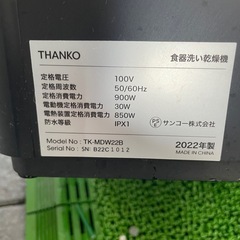 THANKO 食器洗い乾燥機
定格電圧 100V
定格周波数 50/60Hz
定格消費電力 900W
電動機定格消費電力 30W
電熱装置定格消費電力 850W
防水等級 IPX1
PSE サンコー株式会社
Model No : TK-MDW22B
Serial No : SN: B22C1012
2022年製
MADE IN CHINA